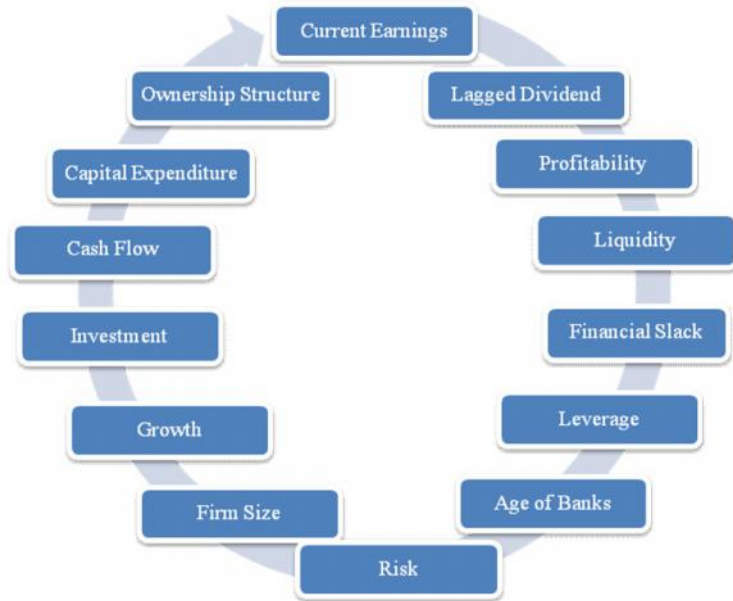 Current Earnings
Lagged Dividend
Profitability
Liquidity
Financial Slack
Leverage
Age of Banks
Risk
Firm Size
Growth
Investment
Cash Flow
Capital Expenditure
Ownership Structure